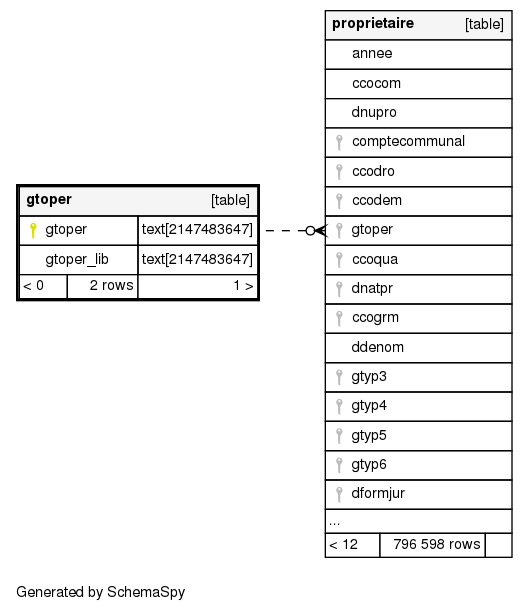 proprietaire [table]
annee
ccocom
dnupro
comptecommunal
ccodro
ccodem
gtoper
ccoqua
dnatpr
ccogrm
ddenom
gtyp3
gtyp4
gtyp5
gtyp6
dformjur
...
< 12 796 598 rows
gtoper [table]
gtoper text[2147483647]
gtoper_lib text[2147483647]
< 0 2 rows 1 >
Generated by SchemaSpy